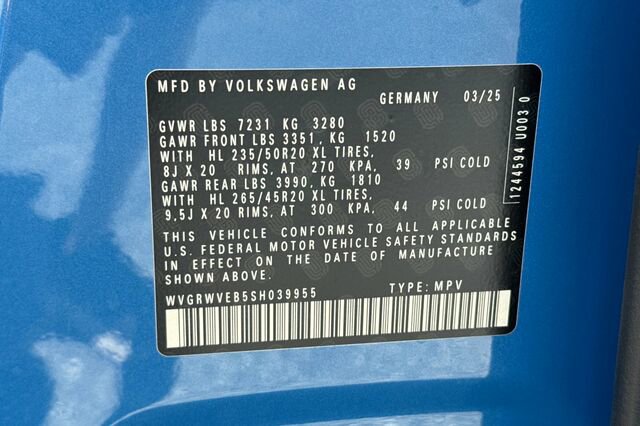 MFD BY VOLKSWAGEN AG
GERMANY 03/25
GVWR LBS 7231 KG 3280
GAWR FRONT LBS 3351, KG 1520
WITH HL 235/50R20 XL TIRES,
8J X 20 RIMS, AT 270 KPA, 39 PSI COLD
GAWR REAR LBS 3990, KG 1810
WITH HL 265/45R20 XL TIRES,
9,5J X 20 RIMS, AT 300 KPA, 44 PSI COLD
THIS VEHICLE CONFORMS TO ALL APPLICABLE
U.S. FEDERAL MOTOR VEHICLE SAFETY STANDARDS
IN EFFECT ON THE DATE OF MANUFACTURE
SHOWN ABOVE.
WVGRWVEB5SH039955 TYPE: MPV
1244594 U003 0